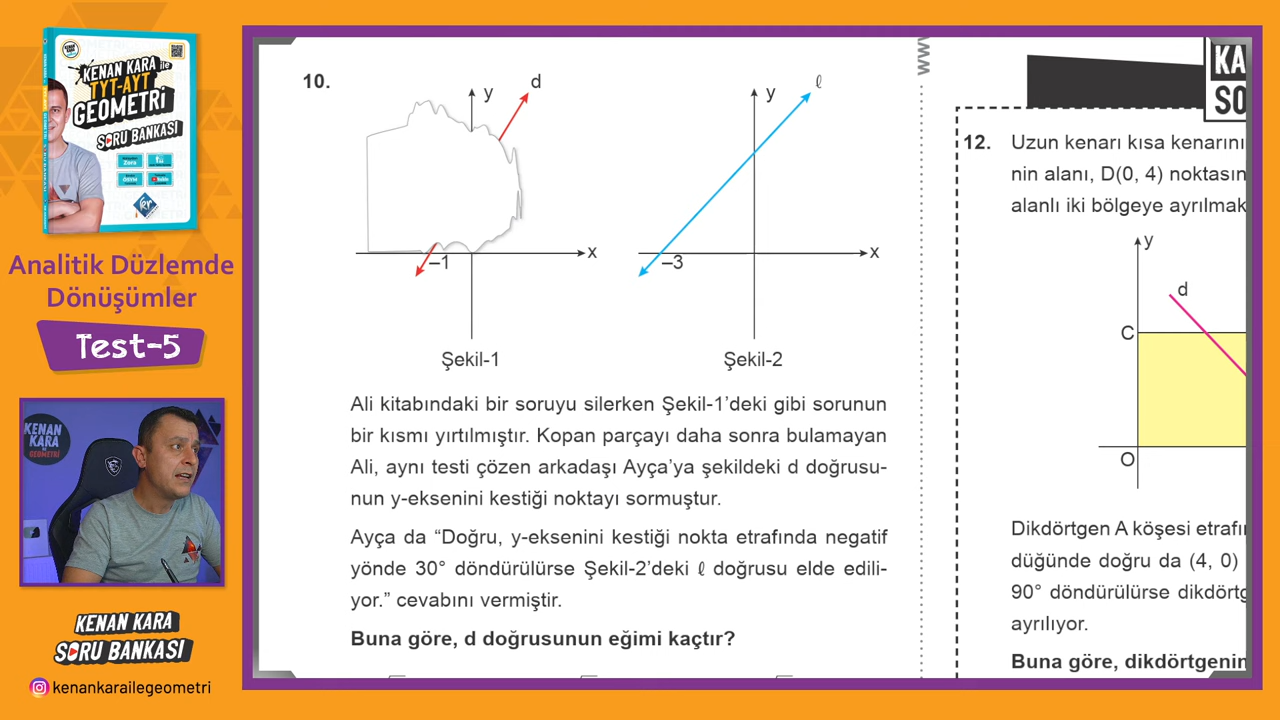 KENAN KARA ile
TYT-AYT
GEOMETRİ
SORU BANKASI
Analitik Düzlemde
Dönüşümler
Test-5
KENAN
KARA
GEOMETRİ
KENAN KARA
SORU BANKASI
kenankarailegeometri
10.
y
d
x
–1
Şekil-1
y
ℓ
x
–3
Şekil-2
Ali kitabındaki bir soruyu silerken Şekil-1’deki gibi sorunun
bir kısmı yırtılmıştır. Kopan parçayı daha sonra bulamayan
Ali, aynı testi çözen arkadaşı Ayça’ya şekildeki d doğrusu-
nun y-eksenini kestiği noktayı sormuştur.
Ayça da “Doğru, y-eksenini kestiği nokta etrafında negatif
yönde 30° döndürülürse Şekil-2’deki ℓ doğrusu elde edili-
yor.” cevabını vermiştir.
Buna göre, d doğrusunun eğimi kaçtır?
WWW
KA
SO
12.
Uzun kenarı kısa kenarını
nin alanı, D(0, 4) noktasın
alanlı iki bölgeye ayrılmak
y
d
C
O
Dikdörtgen A köşesi etrafı
düğünde doğru da (4, 0)
90° döndürülürse dikdörtg
ayrılıyor.
Buna göre, dikdörtgenin